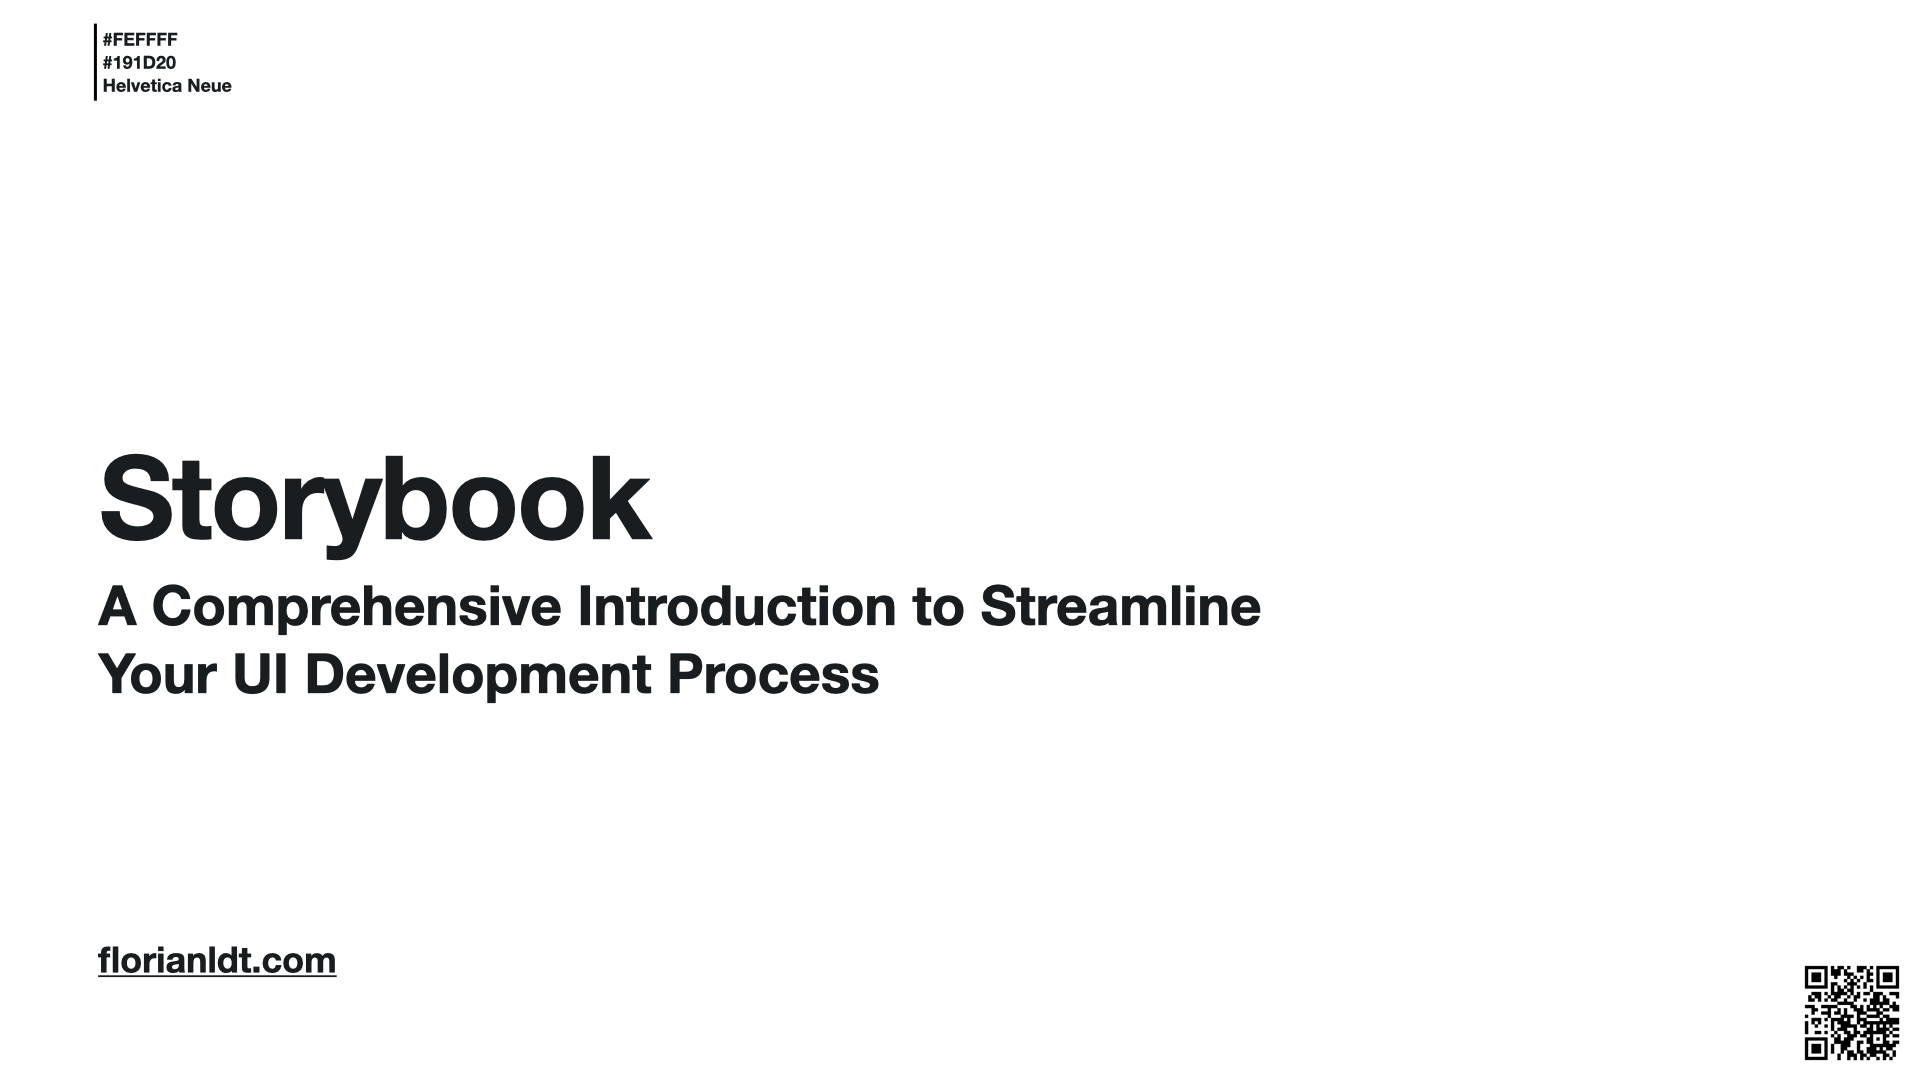 #FEFFFF
#191D20
Helvetica Neue
Storybook
A Comprehensive Introduction to Streamline
Your UI Development Process
florianldt.com